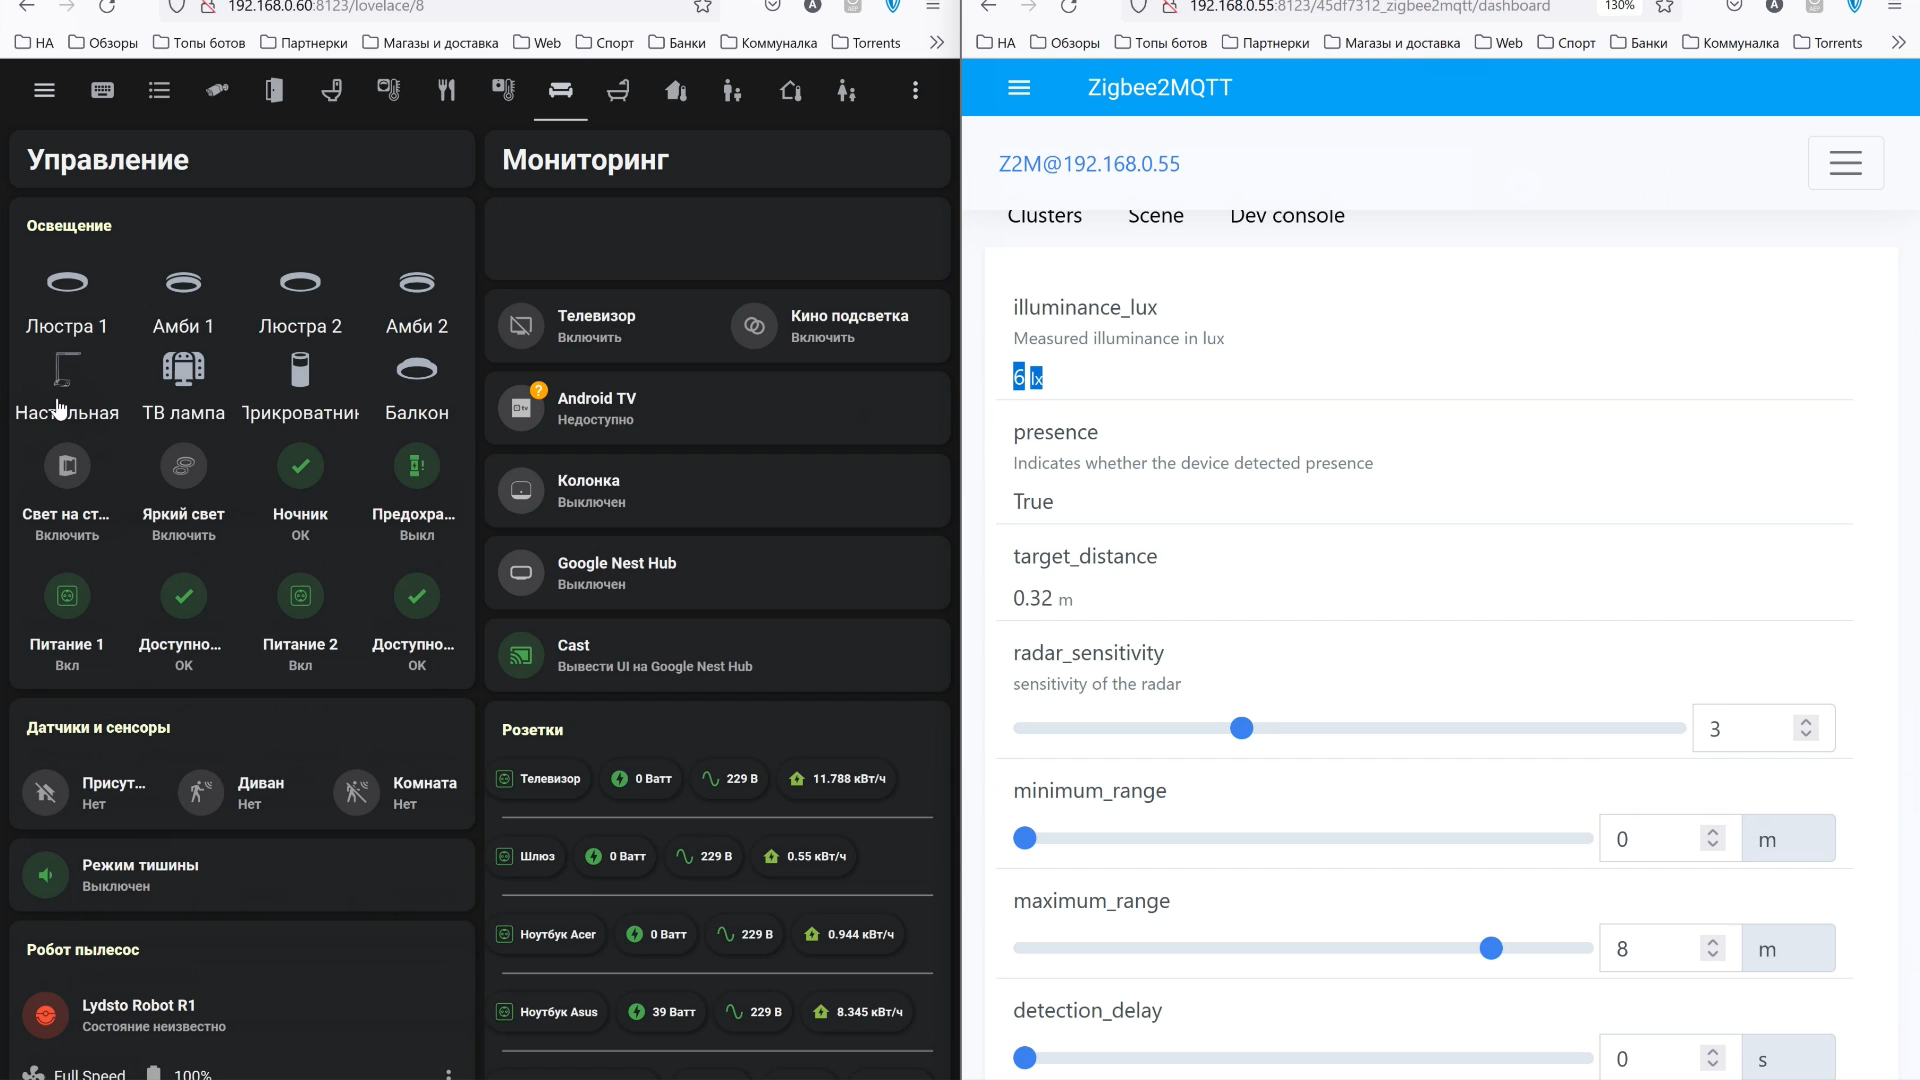 192.168.0.60:8123/lovelace/8
HA
Обзоры
Топы ботов
Партнерки
Магазы и доставка
Web
Спорт
Банки
Коммуналка
Torrents
Управление
Освещение
Люстра 1
Амби 1
Люстра 2
Амби 2
Настольная
ТВ лампа
Прикроватник
Балкон
Свет на ст...
Включить
Яркий свет
Включить
Ночник
ОК
Предохра...
Выкл
Питание 1
Вкл
Доступно...
ОК
Питание 2
Вкл
Доступно...
ОК
Датчики и сенсоры
Присут...
Нет
Диван
Нет
Комната
Нет
Режим тишины
Выключен
Робот пылесос
Lydsto Robot R1
Состояние неизвестно
Full Speed
100%
Мониторинг
Телевизор
Включить
Кино подсветка
Включить
Android TV
Недоступно
Колонка
Выключен
Google Nest Hub
Выключен
Cast
Вывести UI на Google Nest Hub
Розетки
Телевизор
0 Ватт
229 В
11.788 кВт/ч
Шлюз
0 Ватт
229 В
0.55 кВт/ч
Ноутбук Acer
0 Ватт
229 В
0.944 кВт/ч
Ноутбук Asus
39 Ватт
229 В
8.345 кВт/ч
192.168.0.55:8123/45df7312_zigbee2mqtt/dashboard
130%
HA
Обзоры
Топы ботов
Партнерки
Магазы и доставка
Web
Спорт
Банки
Коммуналка
Torrents
Zigbee2MQTT
Z2M@192.168.0.55
Clusters
Scene
Dev console
illuminance_lux
Measured illuminance in lux
6 lx
presence
Indicates whether the device detected presence
True
target_distance
0.32 m
radar_sensitivity
sensitivity of the radar
3
minimum_range
0
m
maximum_range
8
m
detection_delay
0
s